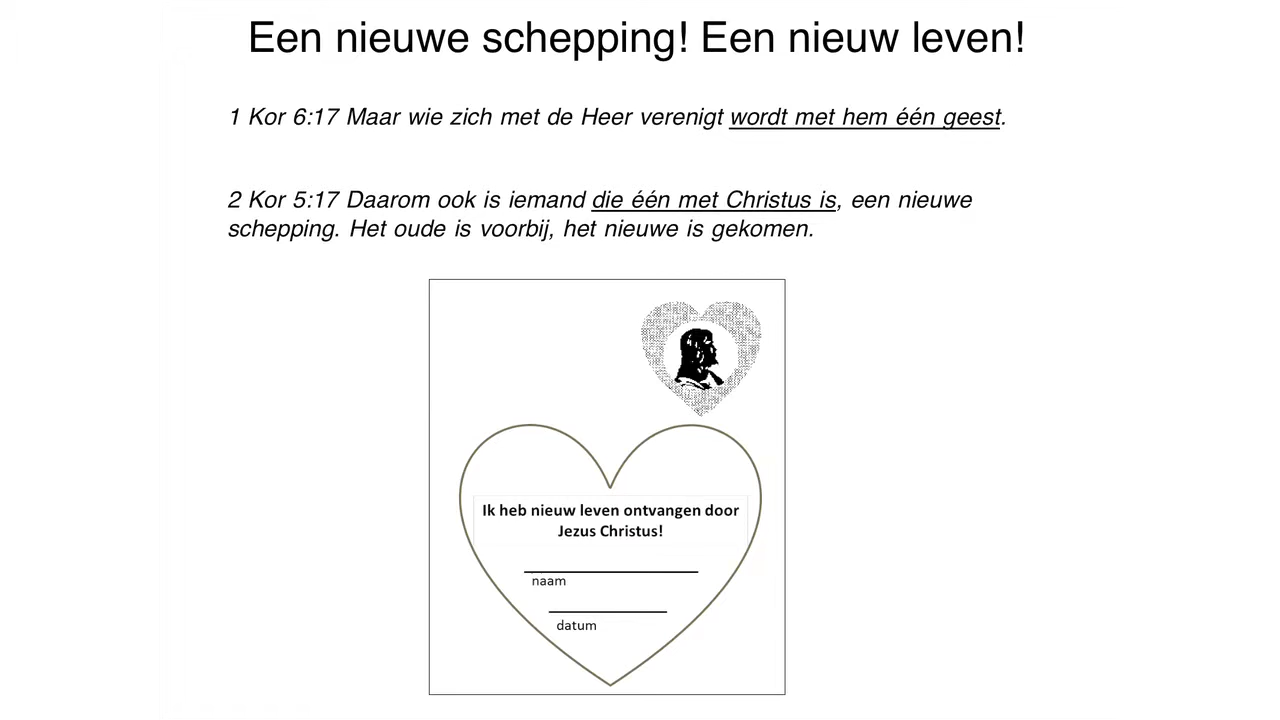 Een nieuwe schepping! Een nieuw leven!
1 Kor 6:17 Maar wie zich met de Heer verenigt wordt met hem één geest.
2 Kor 5:17 Daarom ook is iemand die één met Christus is, een nieuwe
schepping. Het oude is voorbij, het nieuwe is gekomen.
Ik heb nieuw leven ontvangen door
Jezus Christus!
naam
datum